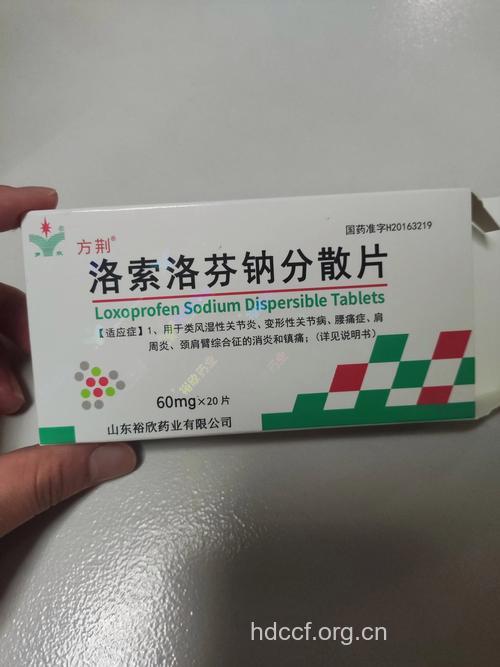 国药准字H20163219
方荆®
洛索洛芬钠分散片
Loxoprofen Sodium Dispersible Tablets
【适应症】1、用于类风湿性关节炎、变形性关节病、腰痛症、肩
周炎、颈肩臂综合征的消炎和镇痛；(详见说明书)
裕欣药业
60mg×20片
山东裕欣药业有限公司
hdccf.org.cn